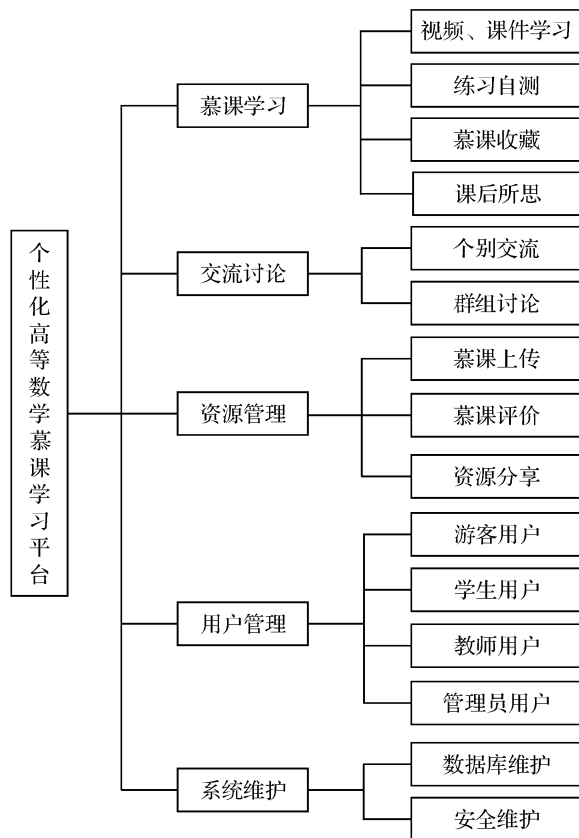 个性化高等数学慕课学习平台
慕课学习
视频、课件学习
练习自测
慕课收藏
课后所思
交流讨论
个别交流
群组讨论
资源管理
慕课上传
慕课评价
资源分享
用户管理
游客用户
学生用户
教师用户
管理员用户
系统维护
数据库维护
安全维护